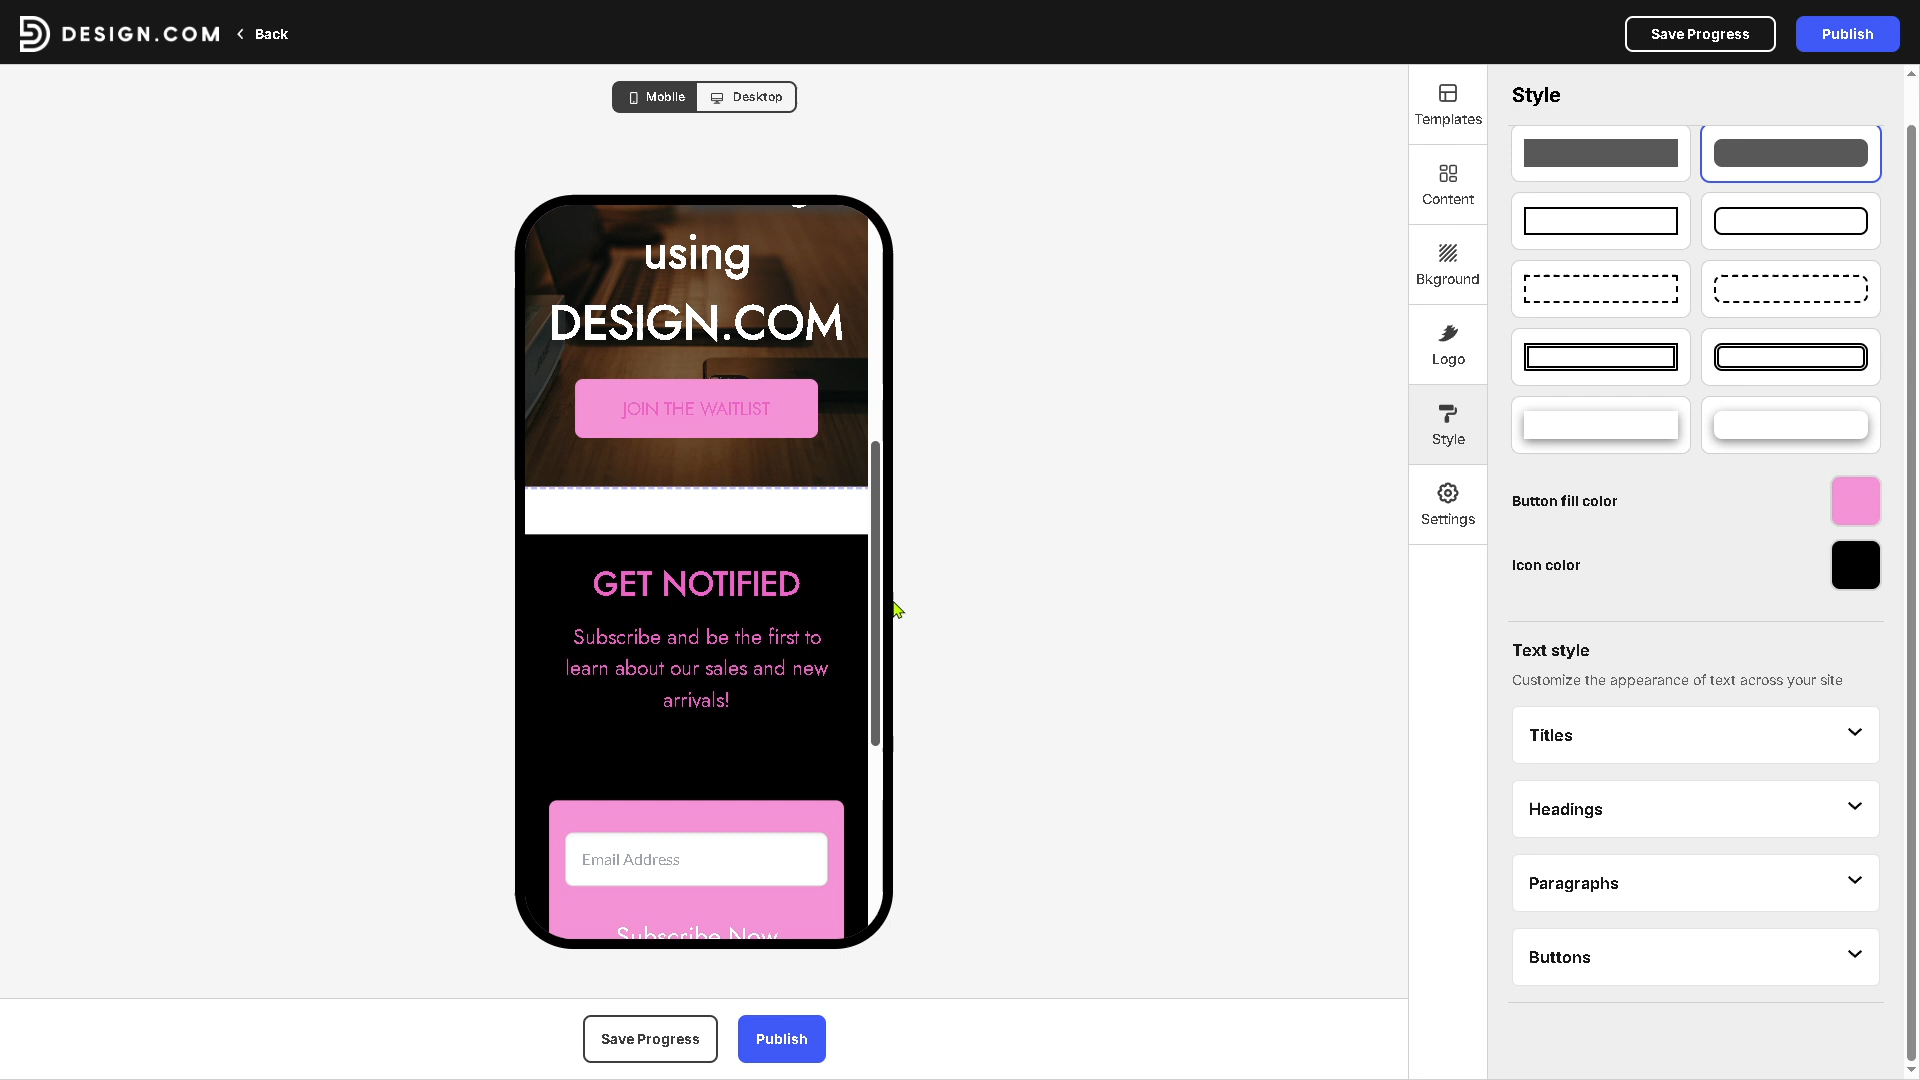 DESIGN.COM
Back
Save Progress
Publish
Mobile
Desktop
using
DESIGN.COM
JOIN THE WAITLIST
GET NOTIFIED
Subscribe and be the first to
learn about our sales and new
arrivals!
Email Address
Subscribe Now
Save Progress
Publish
Templates
Content
Bkground
Logo
Style
Settings
Style
Button fill color
Icon color
Text style
Customize the appearance of text across your site
Titles
Headings
Paragraphs
Buttons